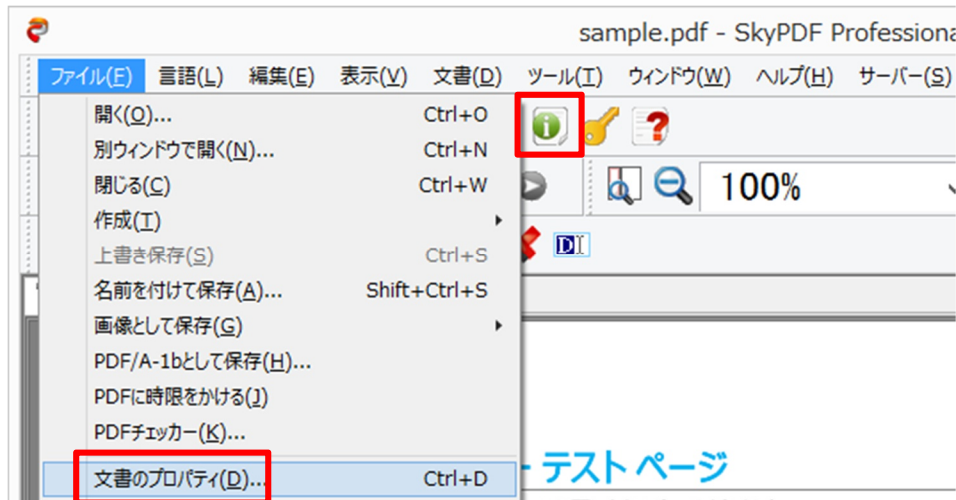 sample.pdf - SkyPDF Professiona
ファイル(F) 言語(L) 編集(E) 表示(V) 文書(D) ツール(T) ウィンドウ(W) ヘルプ(H) サーバー(S)
開く(O)... Ctrl+O
別ウィンドウで開く(N)... Ctrl+N
閉じる(C) Ctrl+W
100%
作成(T)
上書き保存(S) Ctrl+S
名前を付けて保存(A)... Shift+Ctrl+S
画像として保存(G)
PDF/A-1bとして保存(H)...
PDFに時限をかける(J)
PDFチェッカー(K)...
文書のプロパティ(D)... Ctrl+D
テスト ページ